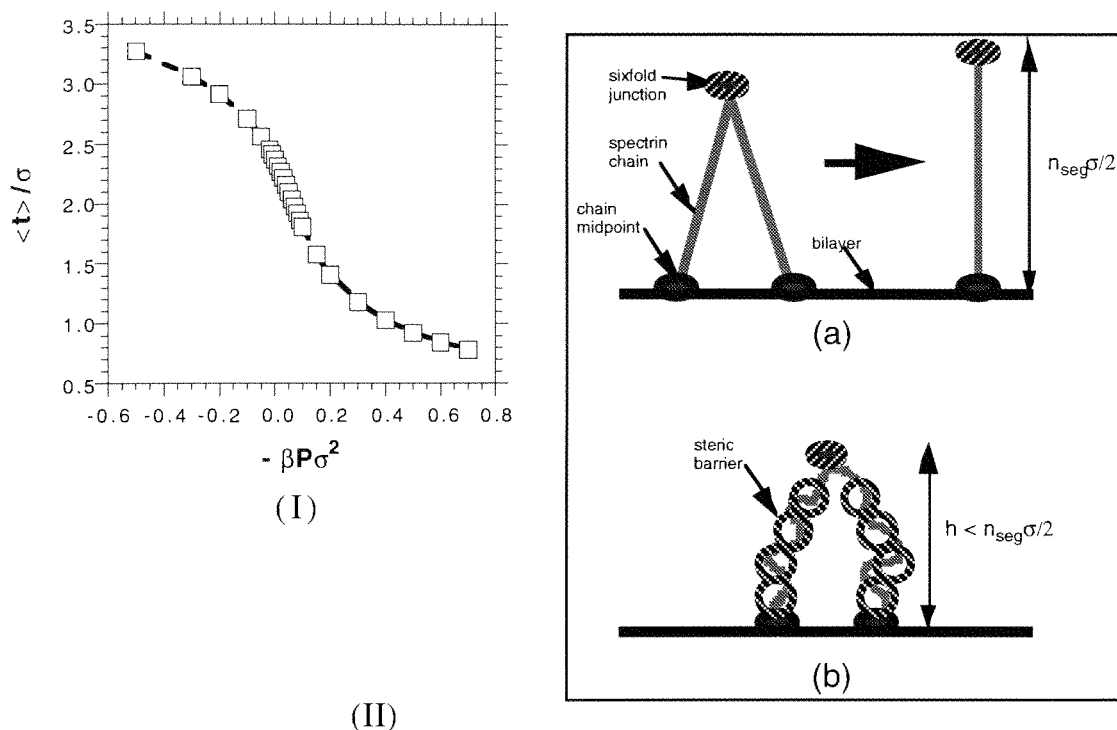 3.5
3.0
2.5
2.0
1.5
1.0
0.5
<t>/σ
-0.6 -0.4 -0.2 0.0 0.2 0.4 0.6 0.8
- βPσ²
(I)
sixfold
junction
spectrin
chain
chain
midpoint
bilayer
n_seg σ/2
(a)
steric
barrier
h < n_seg σ/2
(b)
(II)